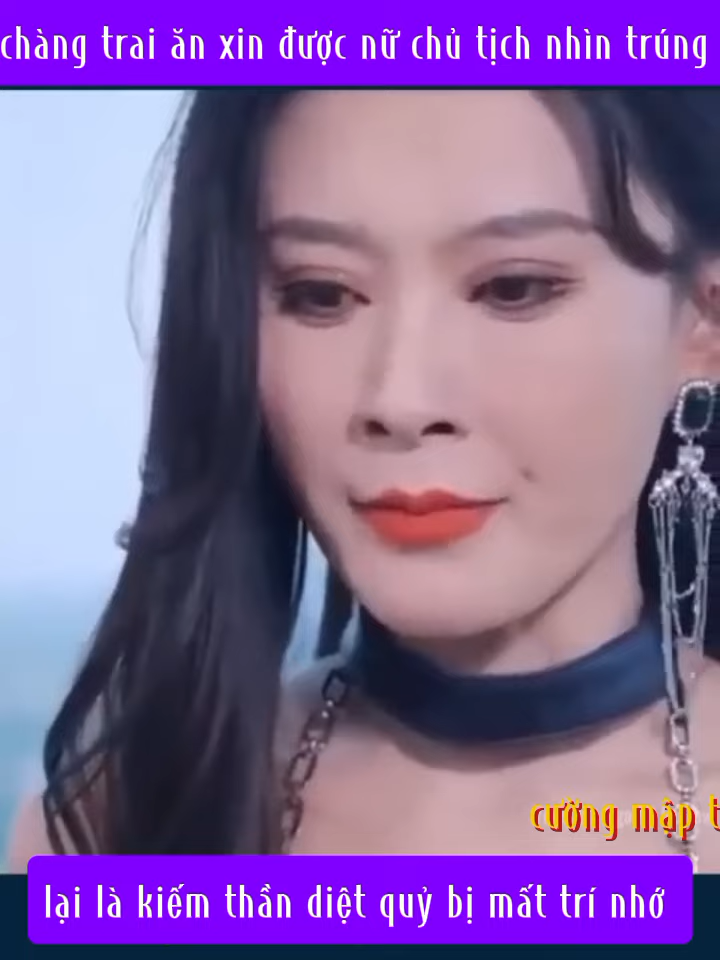 chàng trai ăn xin được nữ chủ tịch nhìn trúng
cường mập
lại là kiếm thần diệt quỷ bị mất trí nhớ